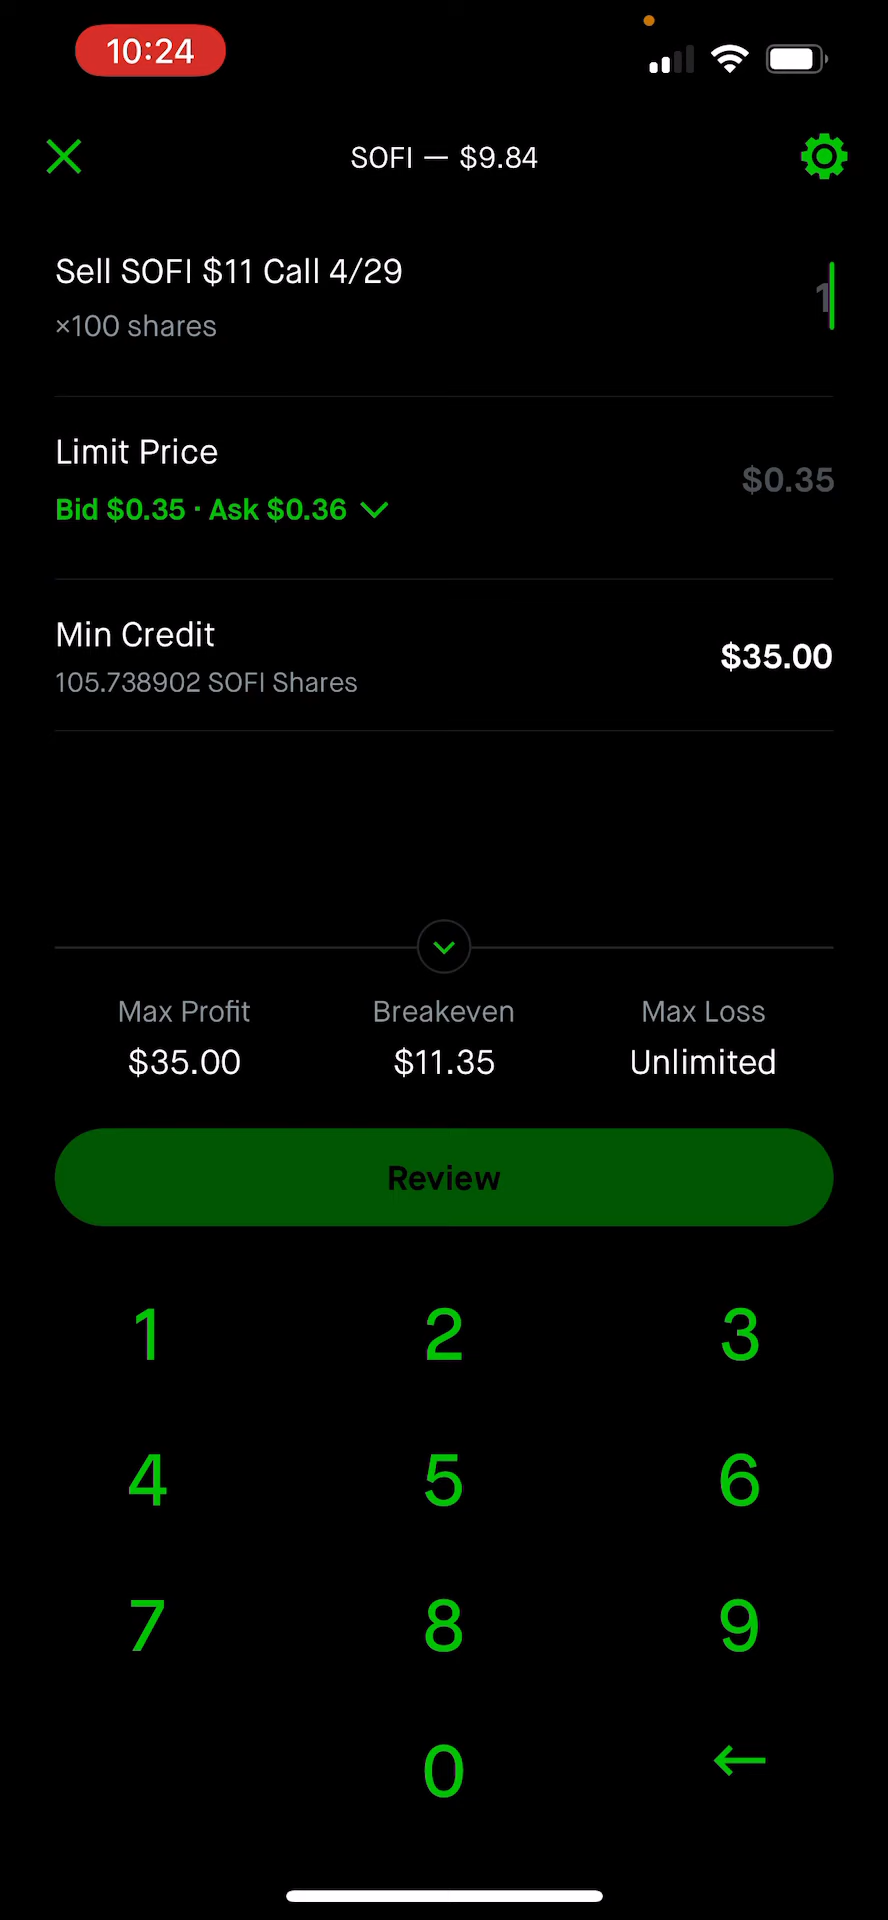 10:24
SOFI — $9.84
Sell SOFI $11 Call 4/29
×100 shares
1
Limit Price
$0.35
Bid $0.35 · Ask $0.36
Min Credit
$35.00
105.738902 SOFI Shares
Max Profit
Breakeven
Max Loss
$35.00
$11.35
Unlimited
Review
1 2 3
4 5 6
7 8 9
0